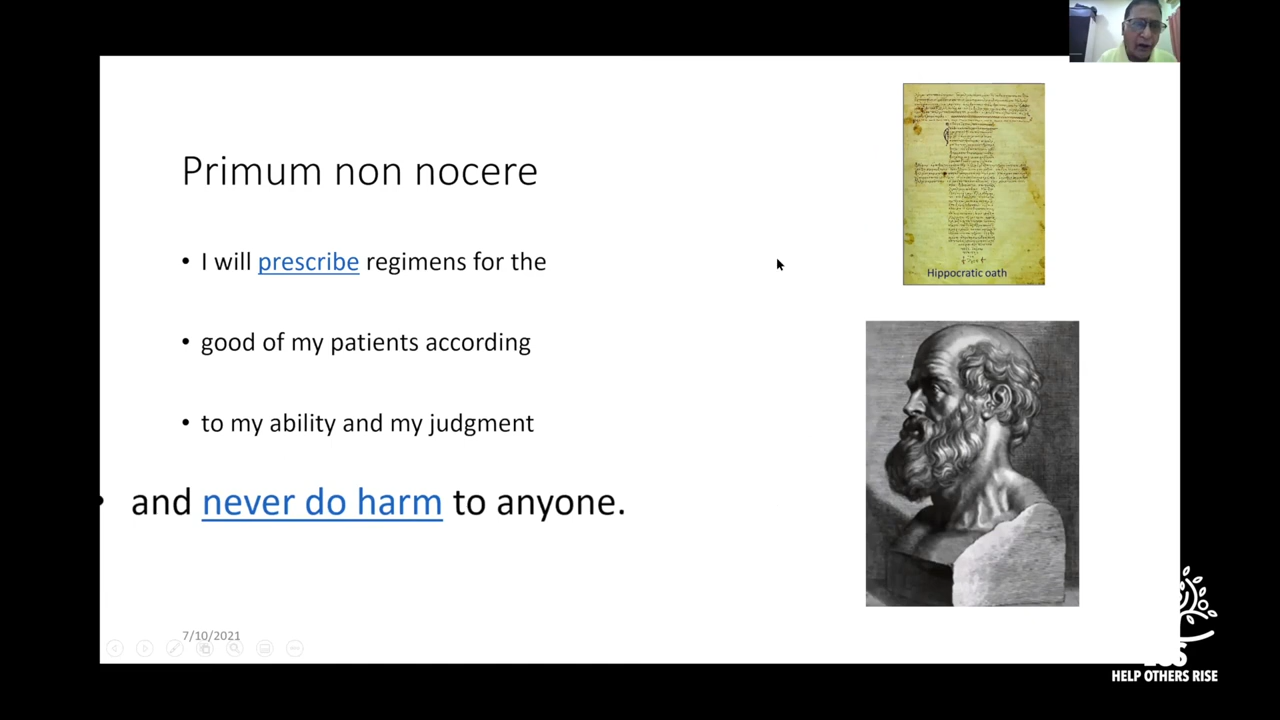 Primum non nocere
• I will prescribe regimens for the
• good of my patients according
• to my ability and my judgment
• and never do harm to anyone.
Hippocratic oath
7/10/2021
HELP OTHERS RISE